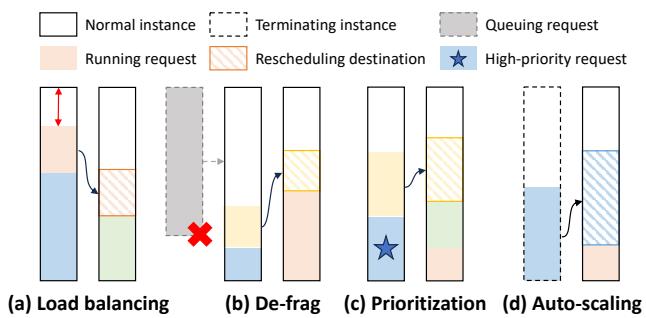 Normal instance
Terminating instance
Queuing request
Running request
Rescheduling destination
High-priority request
(a) Load balancing
(b) De-frag
(c) Prioritization
(d) Auto-scaling